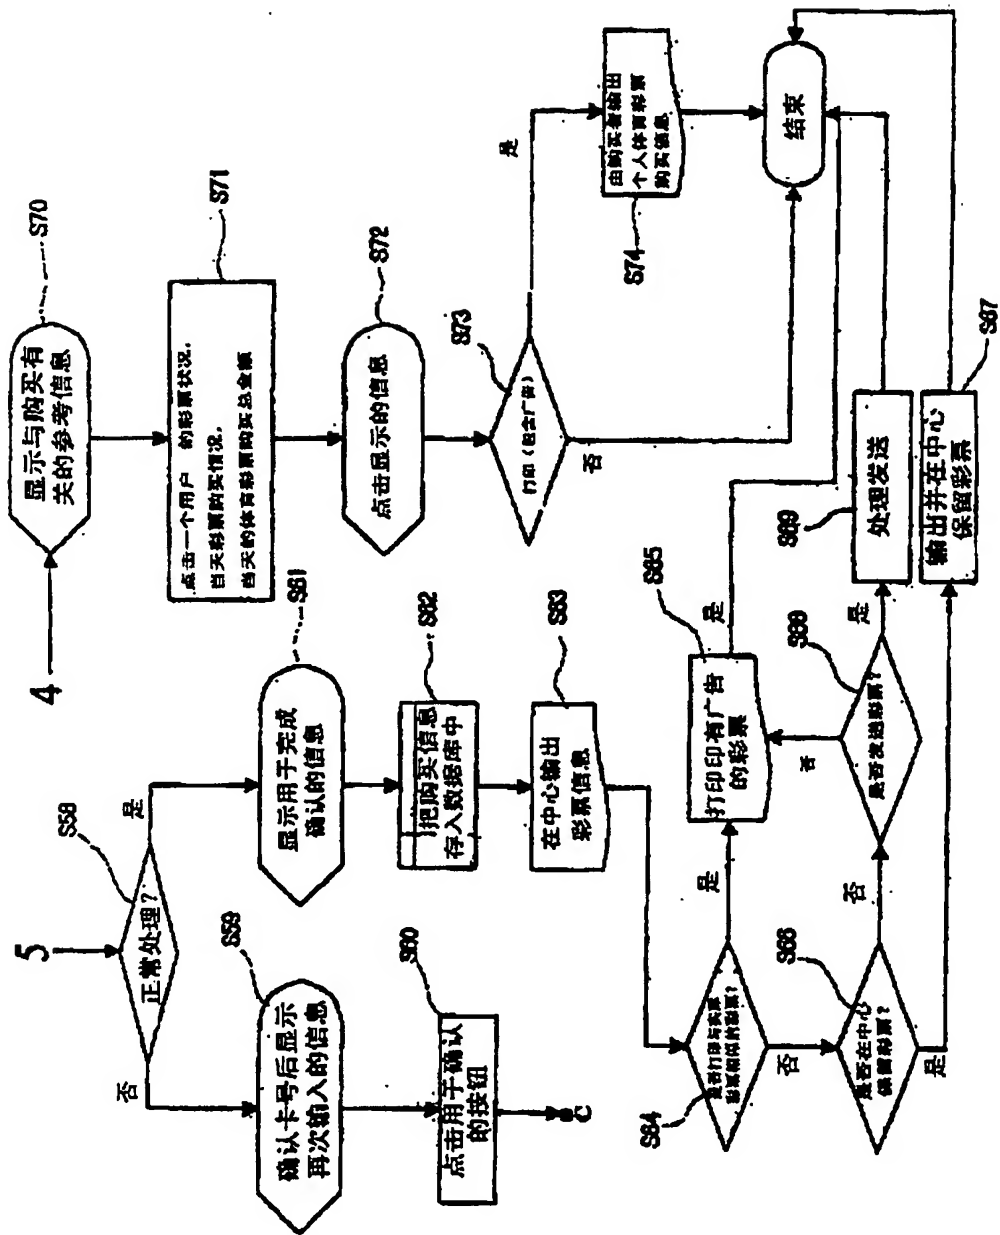 5
S58
正常处理？
否
是
S59
确认卡号后显示
再次输入的信息
S60
点击用于确认
的按钮
C
S61
显示用于完成
确认的信息
S62
把购买信息
存入数据库中
S63
在中心输出
彩票信息
S64
是否打印与实际
彩票相似的彩票？
是
否
S65
打印印有广告
的彩票
是
S66
是否在中心
保留彩票？
否
是
S67
输出并在中心
保留彩票
S68
是否发送彩票？
否
是
S69
处理发送
4
S70
显示与购买有
关的参考信息
S71
点击一个用户 的彩票状况，
当天彩票购买情况，
当天的体育彩票购买总金额
S72
点击显示的信息
S73
打印（包含广告）
是
否
S74
由购买者输出
个人体育彩票
购买信息
结束